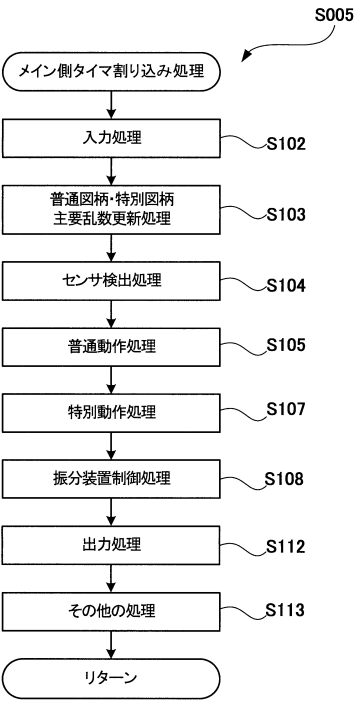 S005
メイン側タイマ割り込み処理
入力処理
S102
普通図柄・特別図柄
主要乱数更新処理
S103
センサ検出処理
S104
普通動作処理
S105
特別動作処理
S107
振分装置制御処理
S108
出力処理
S112
その他の処理
S113
リターン